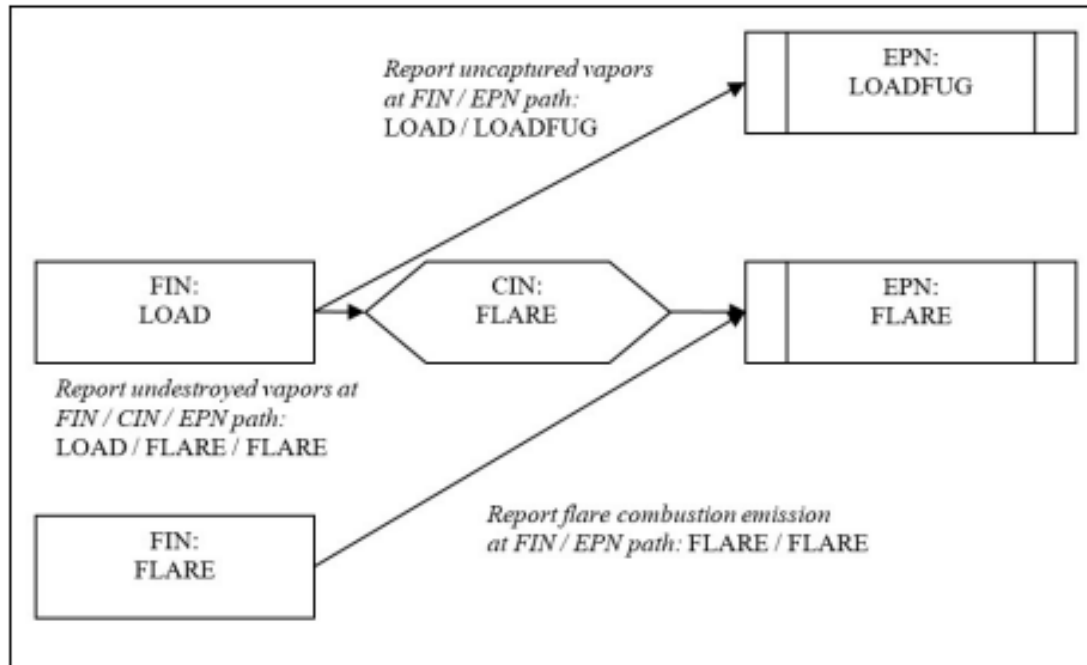 Report uncaptured vapors
at FIN / EPN path:
LOAD / LOADFUG
EPN:
LOADFUG
FIN:
LOAD
CIN:
FLARE
EPN:
FLARE
Report undestroyed vapors at
FIN / CIN / EPN path:
LOAD / FLARE / FLARE
FIN:
FLARE
Report flare combustion emission
at FIN / EPN path: FLARE / FLARE